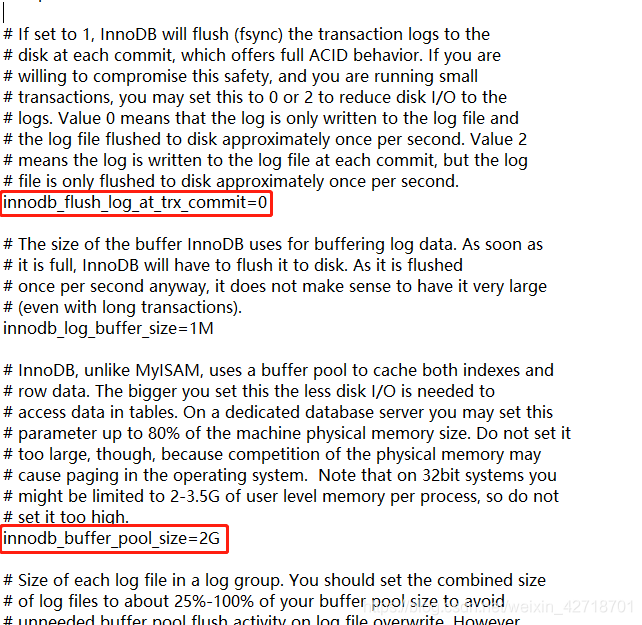 # If set to 1, InnoDB will flush (fsync) the transaction logs to the
# disk at each commit, which offers full ACID behavior. If you are
# willing to compromise this safety, and you are running small
# transactions, you may set this to 0 or 2 to reduce disk I/O to the
# logs. Value 0 means that the log is only written to the log file and
# the log file flushed to disk approximately once per second. Value 2
# means the log is written to the log file at each commit, but the log
# file is only flushed to disk approximately once per second.
innodb_flush_log_at_trx_commit=0
# The size of the buffer InnoDB uses for buffering log data. As soon as
# it is full, InnoDB will have to flush it to disk. As it is flushed
# once per second anyway, it does not make sense to have it very large
# (even with long transactions).
innodb_log_buffer_size=1M
# InnoDB, unlike MyISAM, uses a buffer pool to cache both indexes and
# row data. The bigger you set this the less disk I/O is needed to
# access data in tables. On a dedicated database server you may set this
# parameter up to 80% of the machine physical memory size. Do not set it
# too large, though, because competition of the physical memory may
# cause paging in the operating system.  Note that on 32bit systems you
# might be limited to 2-3.5G of user level memory per process, so do not
# set it too high.
innodb_buffer_pool_size=2G
# Size of each log file in a log group. You should set the combined size
# of log files to about 25%-100% of your buffer pool size to avoid
https://blog.csdn.net/weixin_42718701
# unneeded buffer pool flush activity on log file overwrite. However,